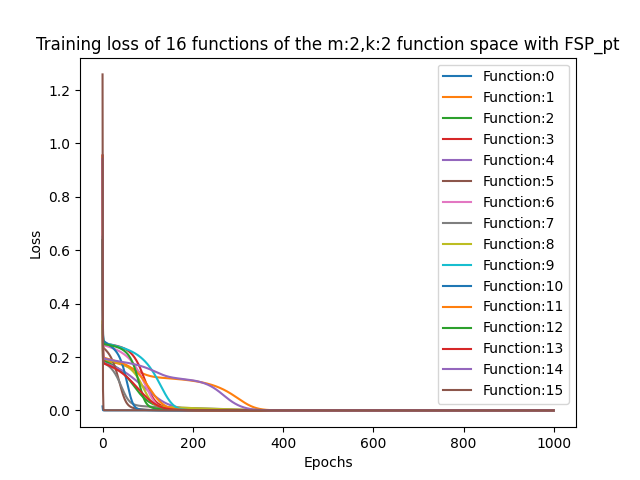 Training loss of 16 functions of the m:2,k:2 function space with FSP_pt
Loss
1.2
1.0
0.8
0.6
0.4
0.2
0.0
Function:0
Function:1
Function:2
Function:3
Function:4
Function:5
Function:6
Function:7
Function:8
Function:9
Function:10
Function:11
Function:12
Function:13
Function:14
Function:15
0 200 400 600 800 1000
Epochs